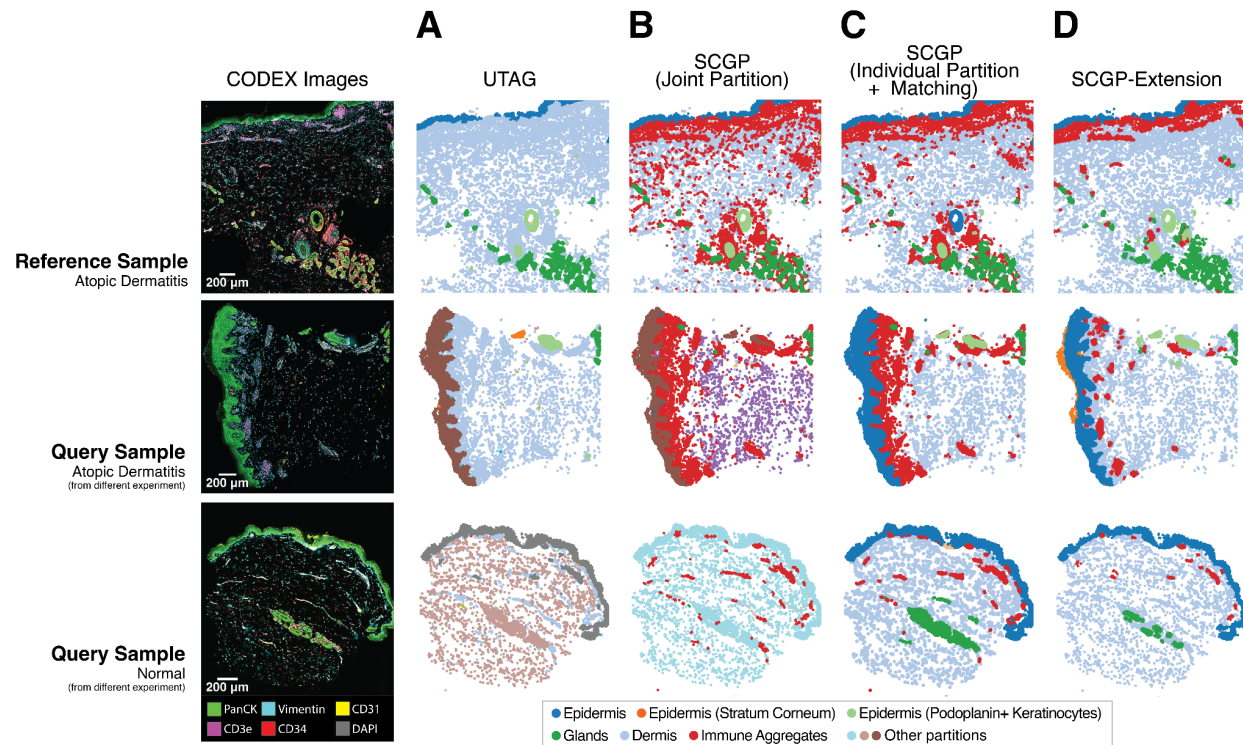 A
B
C
D
CODEX Images
UTAG
SCGP
(Joint Partition)
SCGP
(Individual Partition
+ Matching)
SCGP-Extension
Reference Sample
Atopic Dermatitis
200 μm
Query Sample
Atopic Dermatitis
(from different experiment)
200 μm
Query Sample
Normal
(from different experiment)
200 μm
PanCK Vimentin CD31
CD3e CD34 DAPI
Epidermis Epidermis (Stratum Corneum) Epidermis (Podoplanin+ Keratinocytes)
Glands Dermis Immune Aggregates Other partitions